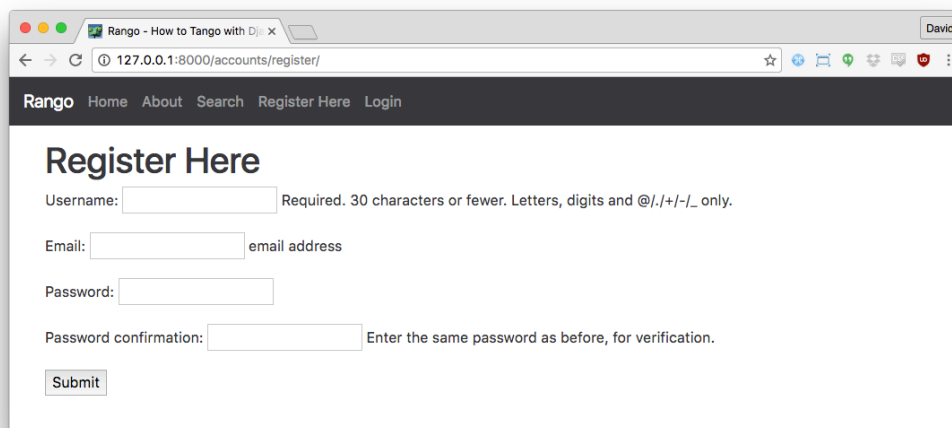 Rango - How to Tango with Dja
David
127.0.0.1:8000/accounts/register/
Rango Home About Search Register Here Login
Register Here
Username: Required. 30 characters or fewer. Letters, digits and @/./+/-/_ only.
Email: email address
Password:
Password confirmation: Enter the same password as before, for verification.
Submit